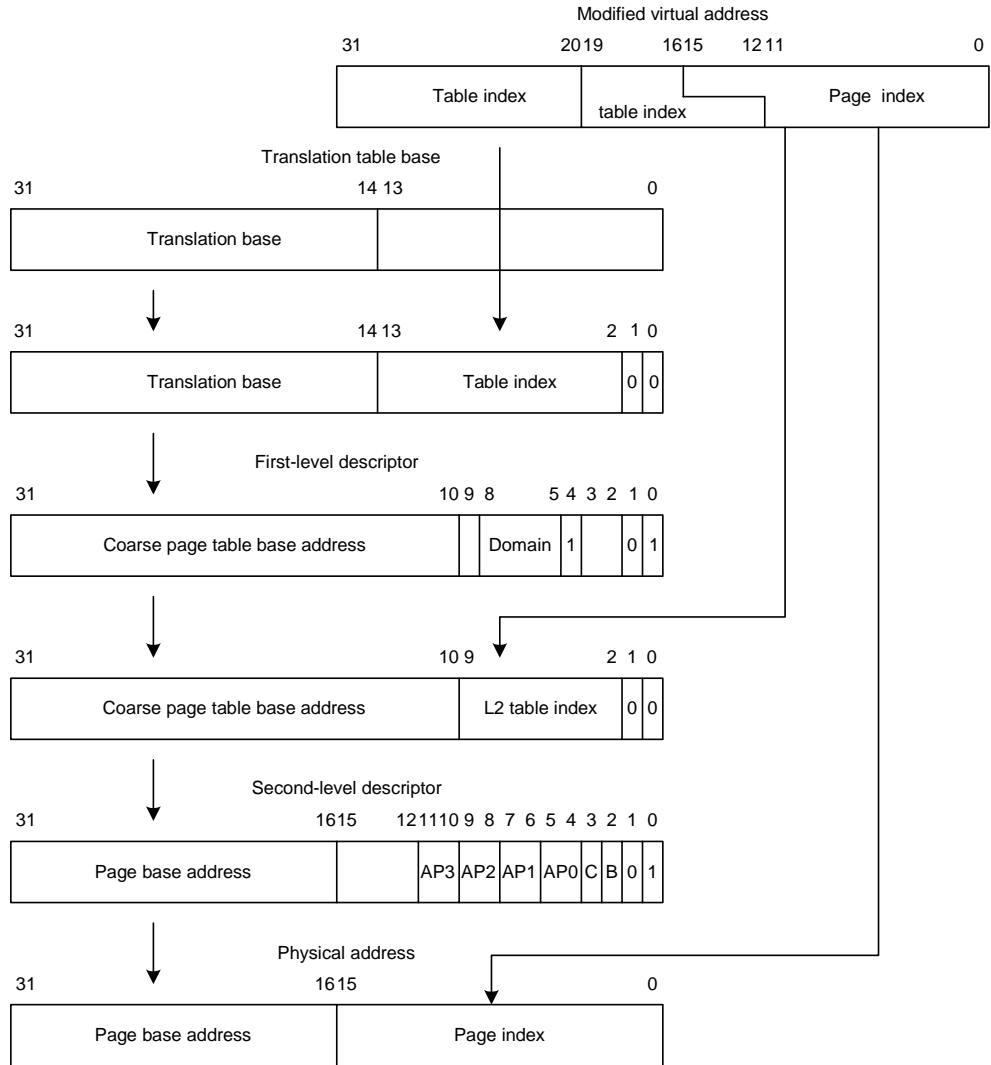 Modified virtual address
31 2019 1615 1211 0
Table index table index Page index
Translation table base
31 14 13 0
Translation base
31 14 13 2 1 0
Translation base Table index 0 0
First-level descriptor
31 10 9 8 5 4 3 2 1 0
Coarse page table base address Domain 1 0 1
31 10 9 2 1 0
Coarse page table base address L2 table index 0 0
Second-level descriptor
31 1615 121110 9 8 7 6 5 4 3 2 1 0
Page base address AP3 AP2 AP1 AP0 C B 0 1
Physical address
31 1615 0
Page base address Page index